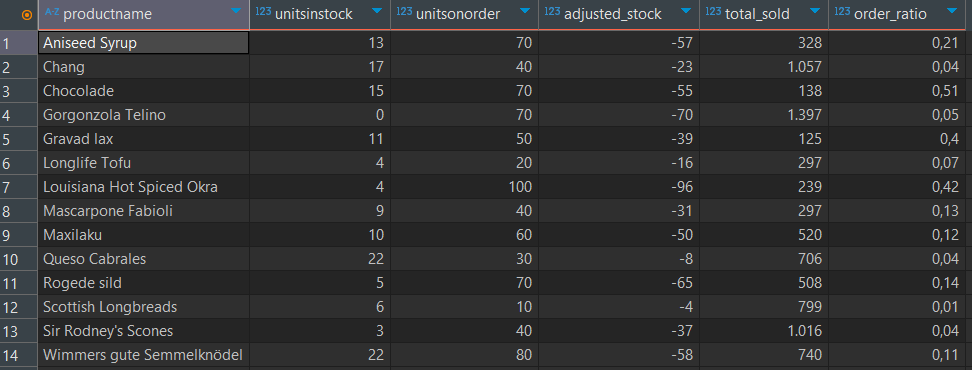 A-Z productname 123 unitsinstock 123 unitsonorder 123 adjusted_stock 123 total_sold 123 order_ratio
1 Aniseed Syrup 13 70 -57 328 0,21
2 Chang 17 40 -23 1.057 0,04
3 Chocolade 15 70 -55 138 0,51
4 Gorgonzola Telino 0 70 -70 1.397 0,05
5 Gravad lax 11 50 -39 125 0,4
6 Longlife Tofu 4 20 -16 297 0,07
7 Louisiana Hot Spiced Okra 4 100 -96 239 0,42
8 Mascarpone Fabioli 9 40 -31 297 0,13
9 Maxilaku 10 60 -50 520 0,12
10 Queso Cabrales 22 30 -8 706 0,04
11 Rogede sild 5 70 -65 508 0,14
12 Scottish Longbreads 6 10 -4 799 0,01
13 Sir Rodney's Scones 3 40 -37 1.016 0,04
14 Wimmers gute Semmelknödel 22 80 -58 740 0,11